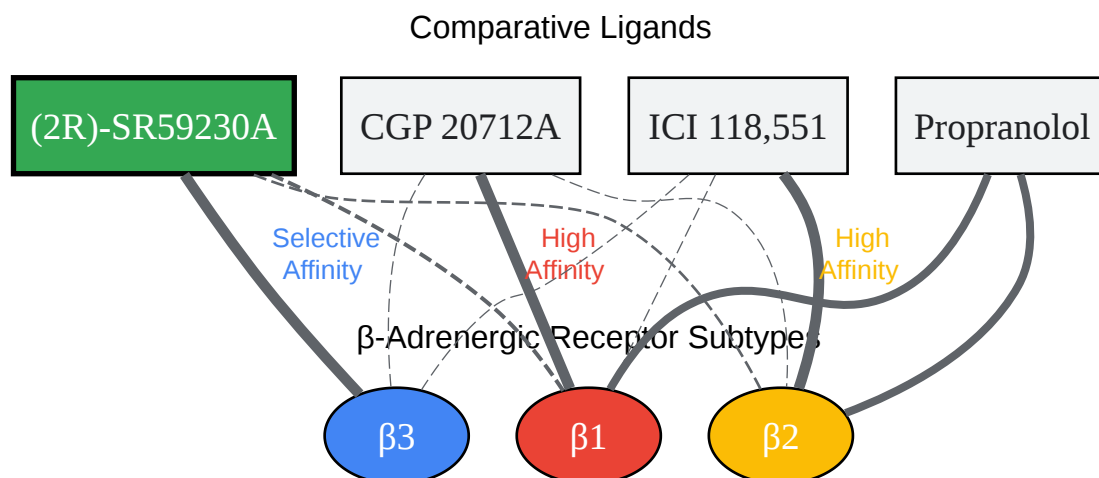 Comparative Ligands
(2R)-SR59230A
CGP 20712A
ICI 118,551
Propranolol
Selective
Affinity
High
Affinity
High
Affinity
β-Adrenergic Receptor Subtypes
β3
β1
β2